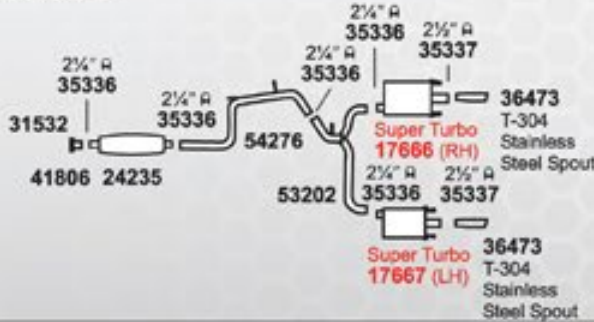 2¼" A
35336
2½" A
35337
2¼" A
35336
2¼" A
35336
2¼" A
35336
31532
41806 24235
54276
Super Turbo
17666 (RH)
36473
T-304
Stainless
Steel Spout
53202
2¼" A
35336
2½" A
35337
Super Turbo
17667 (LH)
36473
T-304
Stainless
Steel Spout